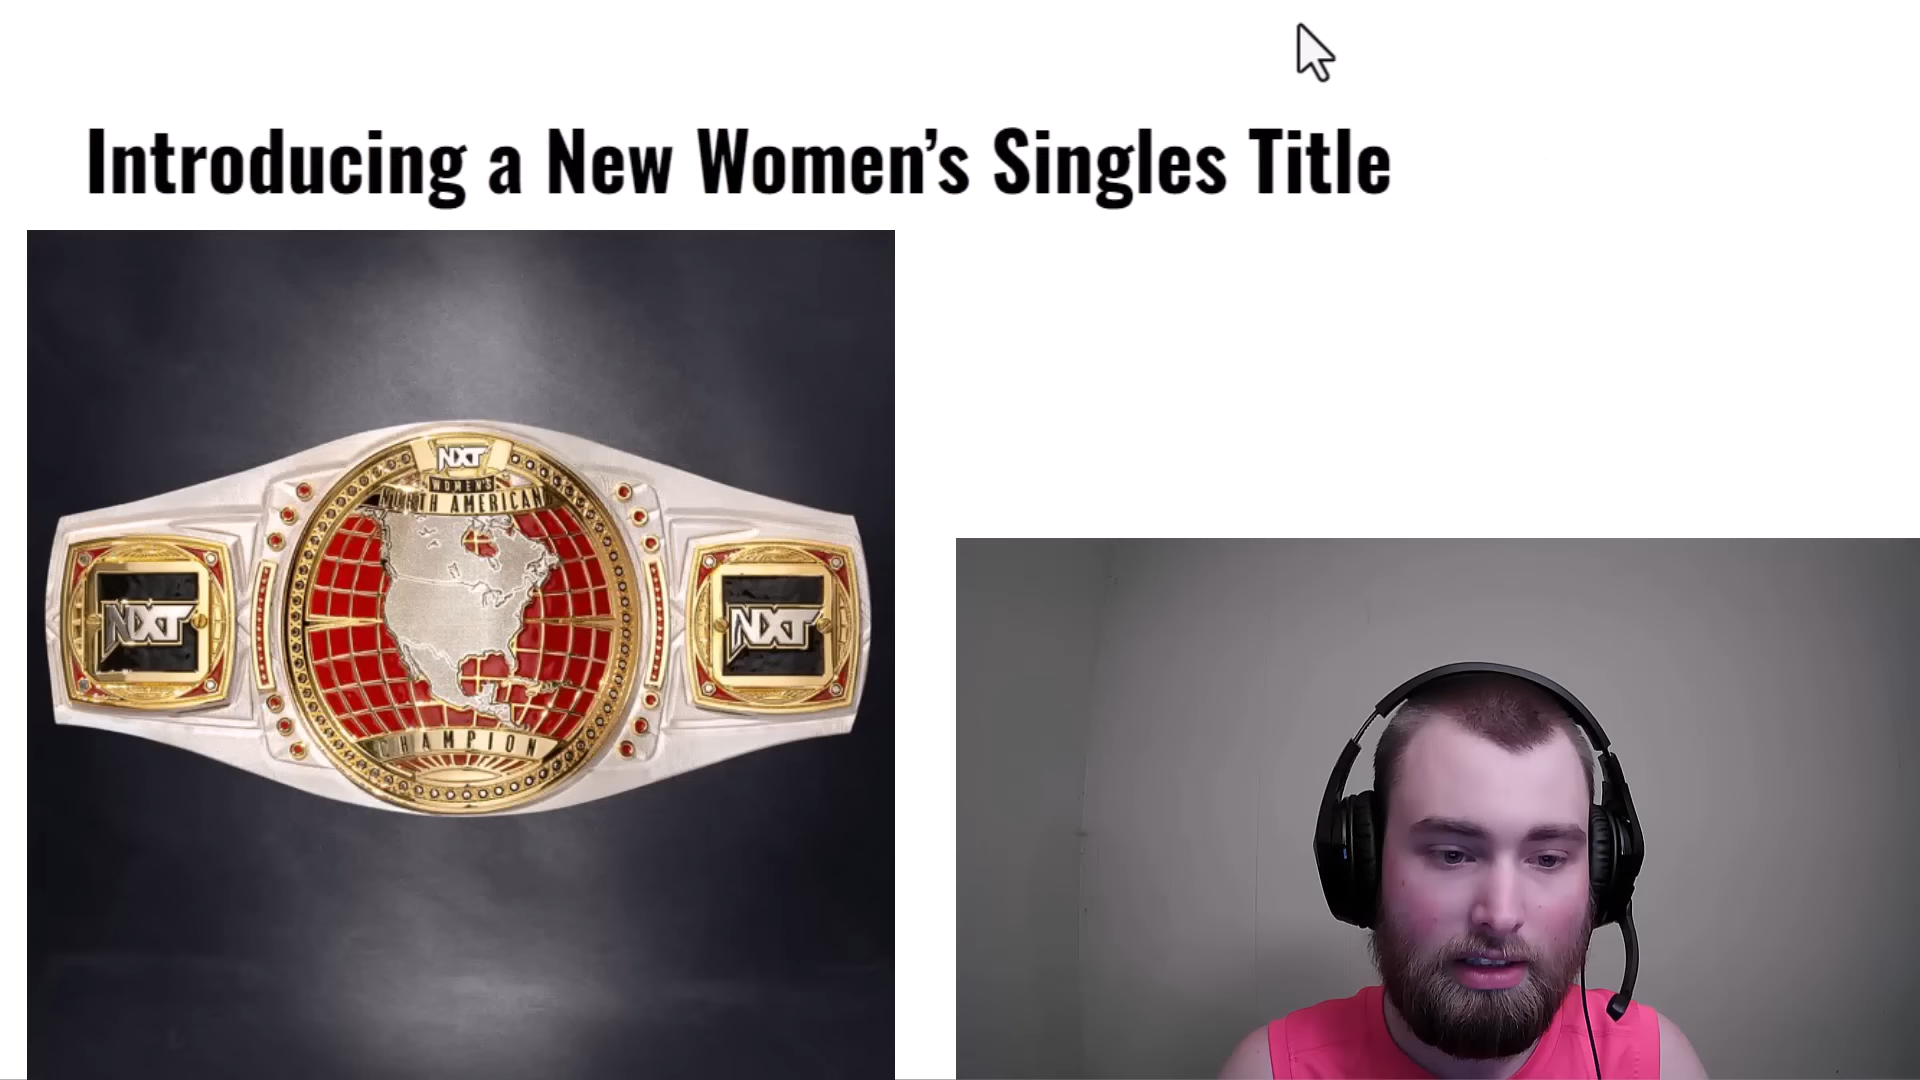 Introducing a New Women’s Singles Title
NXT
WOMEN'S
NORTH AMERICAN
NXT
NXT
CHAMPION